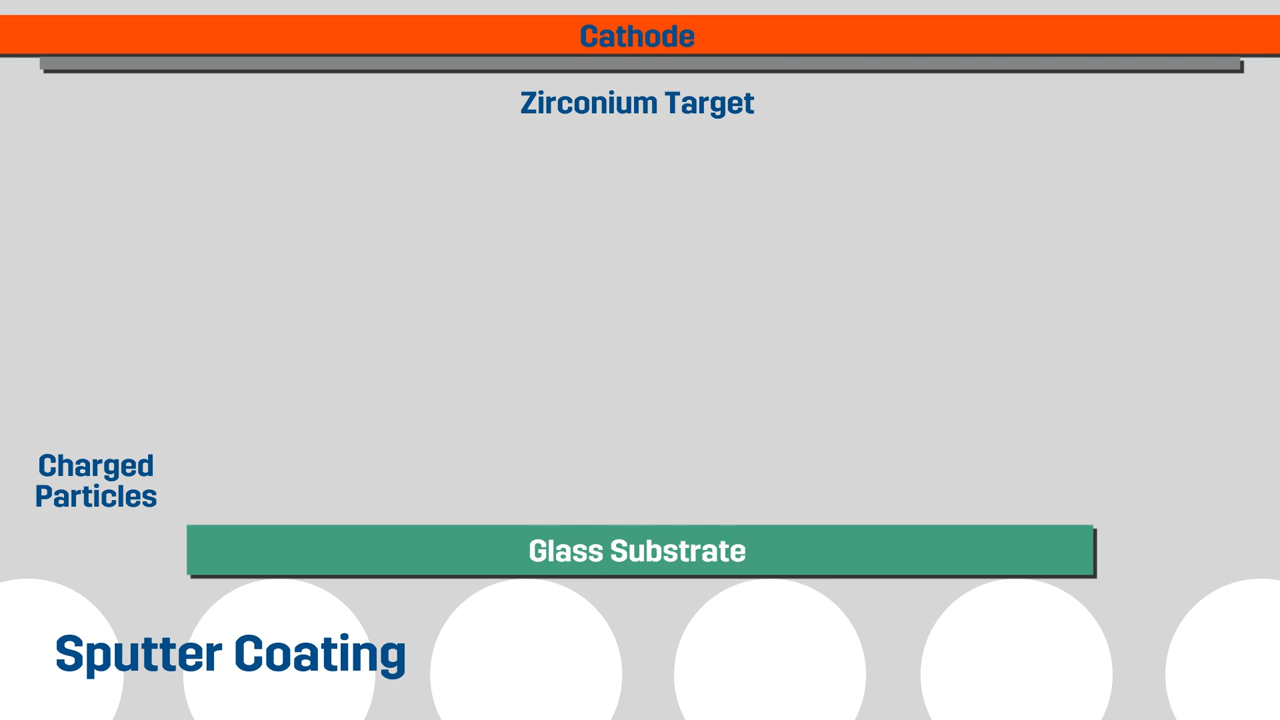 Cathode
Zirconium Target
Charged
Particles
Glass Substrate
Sputter Coating